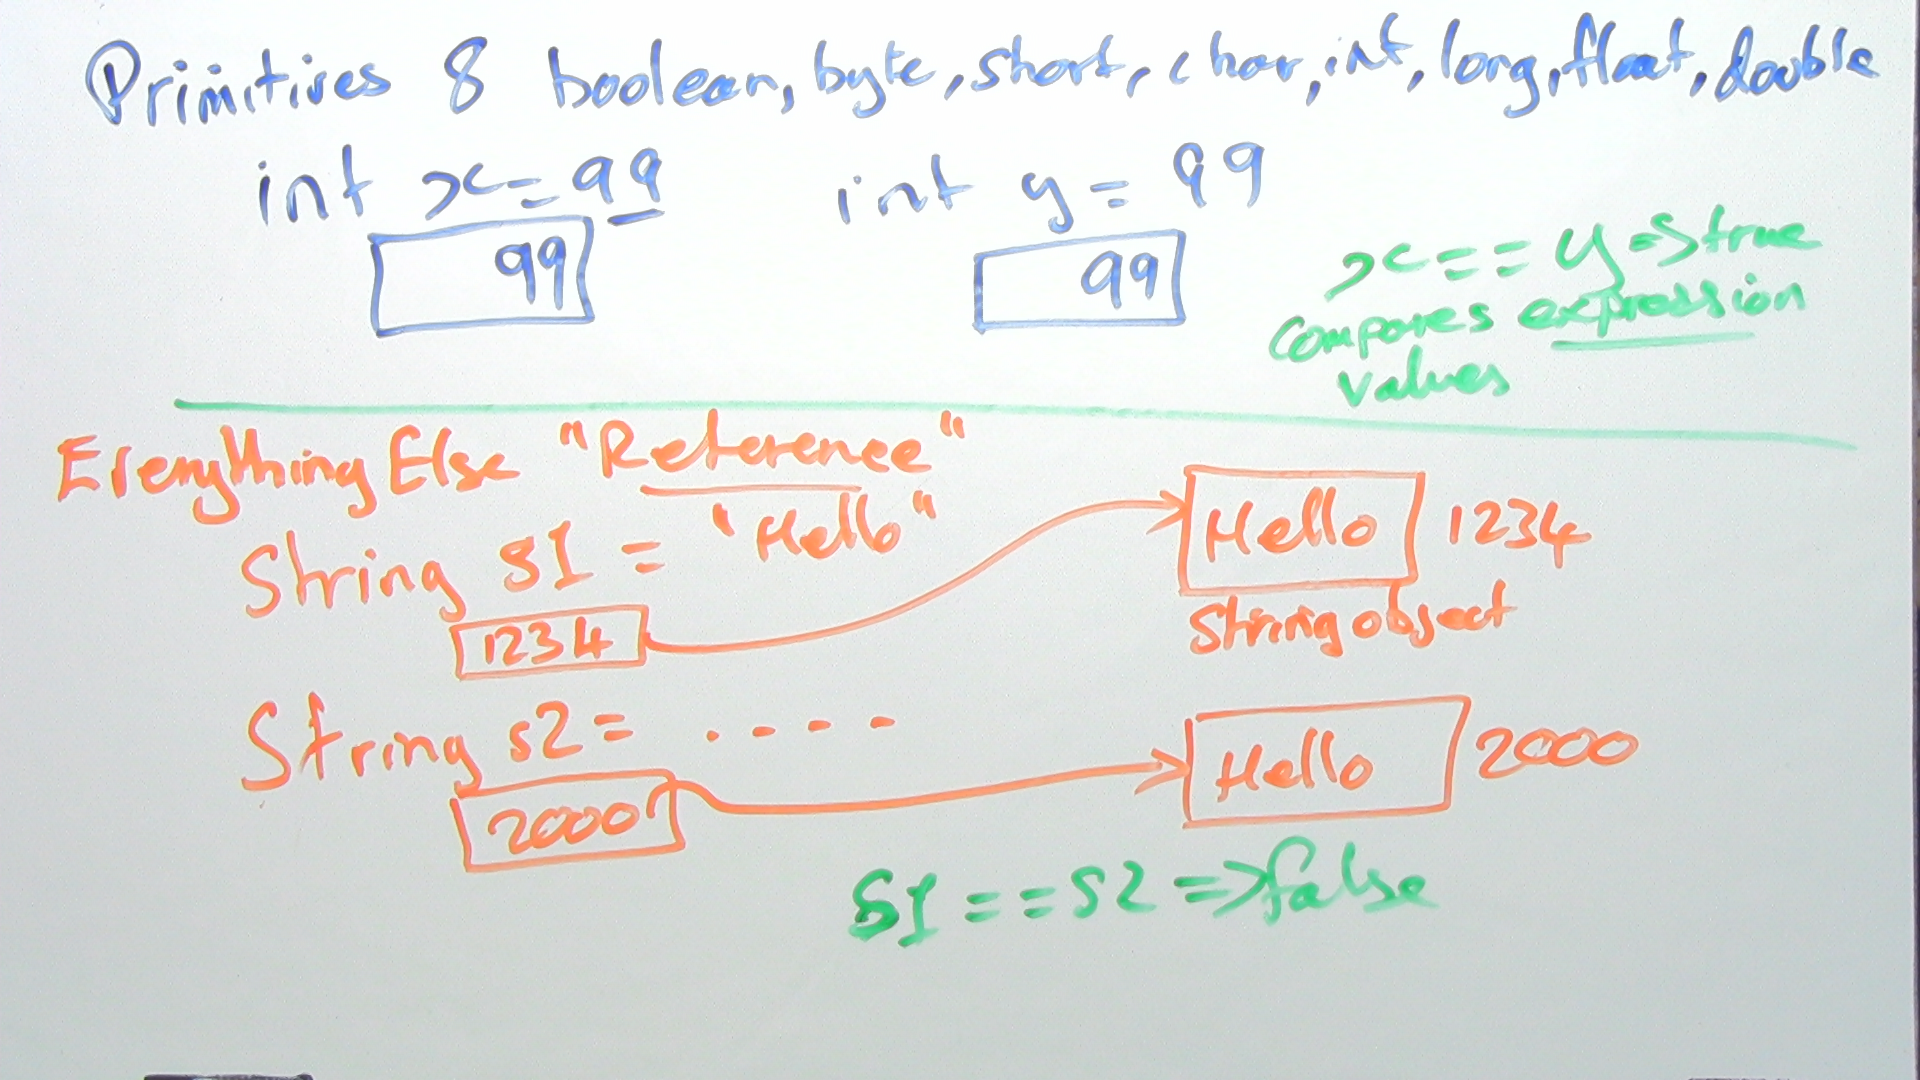 Primitives 8 boolean, byte, short, char, int, long, float, double
int x = 99
99
int y = 99
99
x == y => true
compares expression
values
Everything Else "Reference"
String s1 = "Hello"
1234
Hello 1234
String object
String s2 = . - - -
2000
Hello 2000
S1 == S2 => false